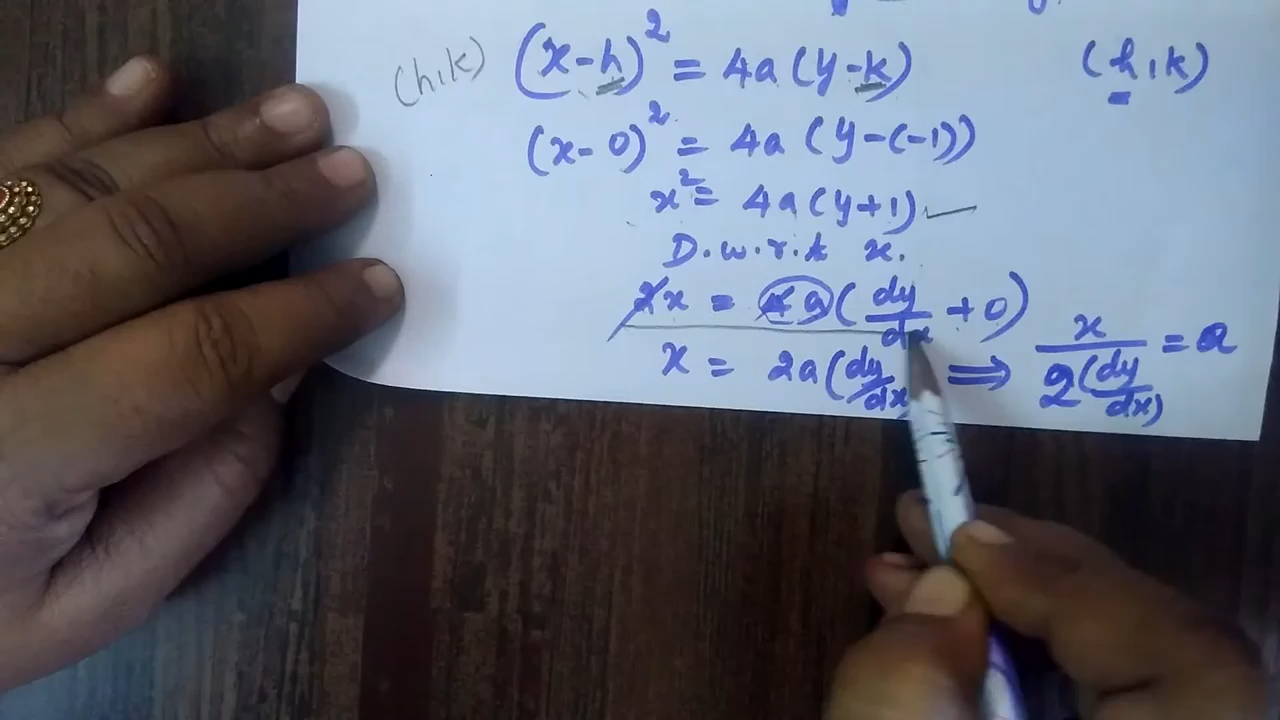 (h,k) (x-h)² = 4a(y-k) (h,k)
(x-0)² = 4a(y-(-1))
x² = 4a(y+1)
D.w.r.t x.
2x = 4a(dy/dx + 0)
x = 2a(dy/dx) ⟹ x/2(dy/dx) = a